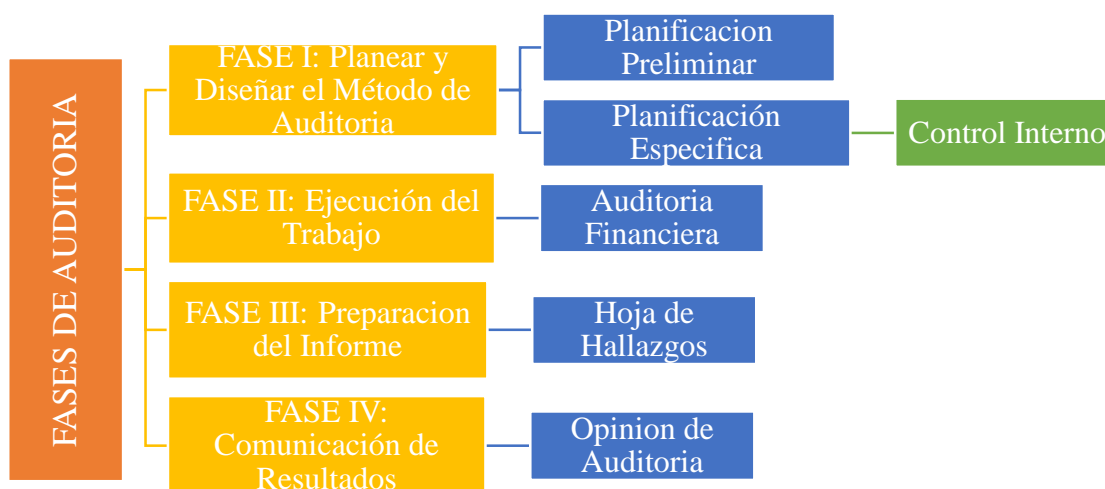 FASES DE AUDITORIA
FASE I: Planear y
Diseñar el Método de
Auditoria
Planificacion
Preliminar
Planificación
Especifica
Control Interno
FASE II: Ejecución del
Trabajo
Auditoria
Financiera
FASE III: Preparacion
del Informe
Hoja de
Hallazgos
FASE IV:
Comunicación de
Resultados
Opinion de
Auditoria